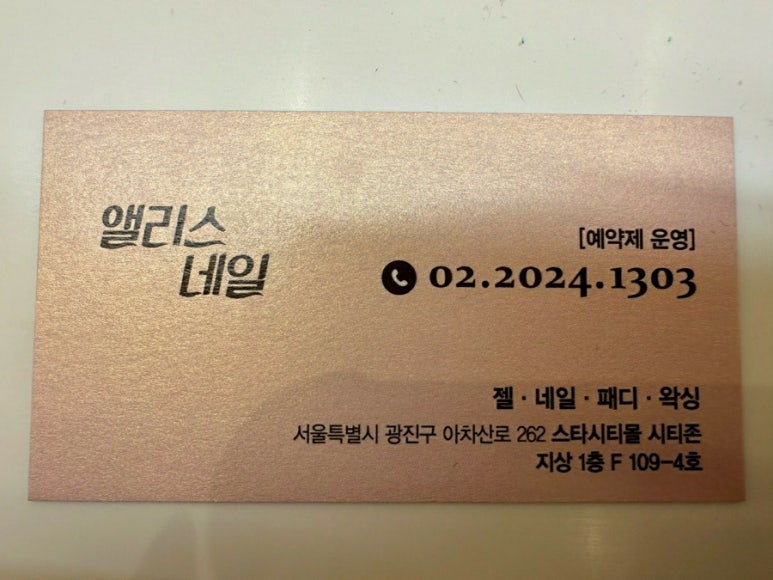 앨리스
네일
[예약제 운영]
02.2024.1303
젤 · 네일 · 패디 · 왁싱
서울특별시 광진구 아차산로 262 스타시티몰 시티존
지상 1층 F 109-4호